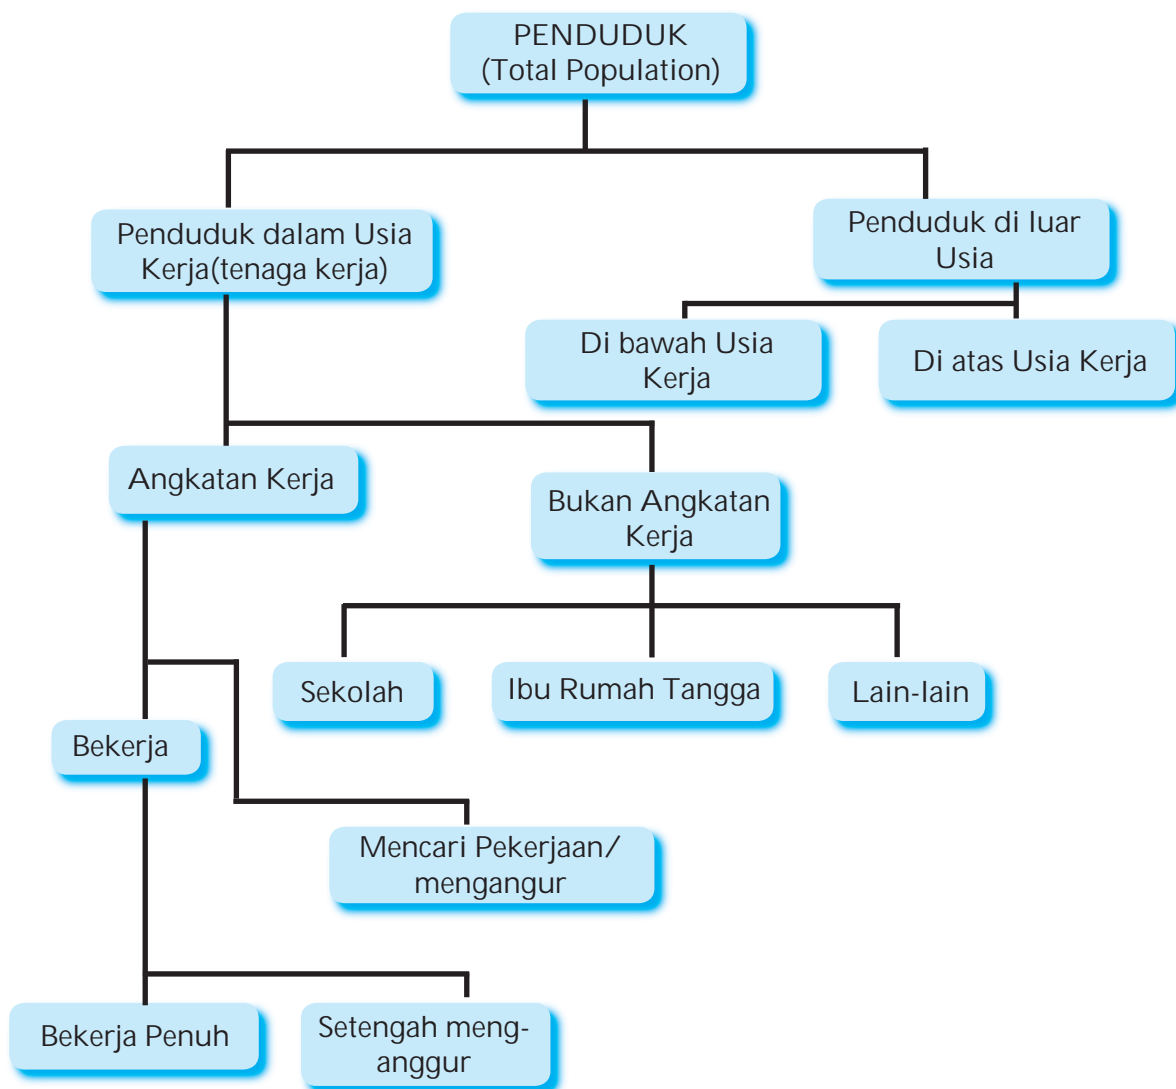 PENDUDUK
(Total Population)
Penduduk dalam Usia
Kerja(tenaga kerja)
Penduduk di luar
Usia
Di bawah Usia
Kerja
Di atas Usia Kerja
Angkatan Kerja
Bukan Angkatan
Kerja
Sekolah
Ibu Rumah Tangga
Lain-lain
Bekerja
Mencari Pekerjaan/
mengangur
Bekerja Penuh
Setengah meng-
anggur